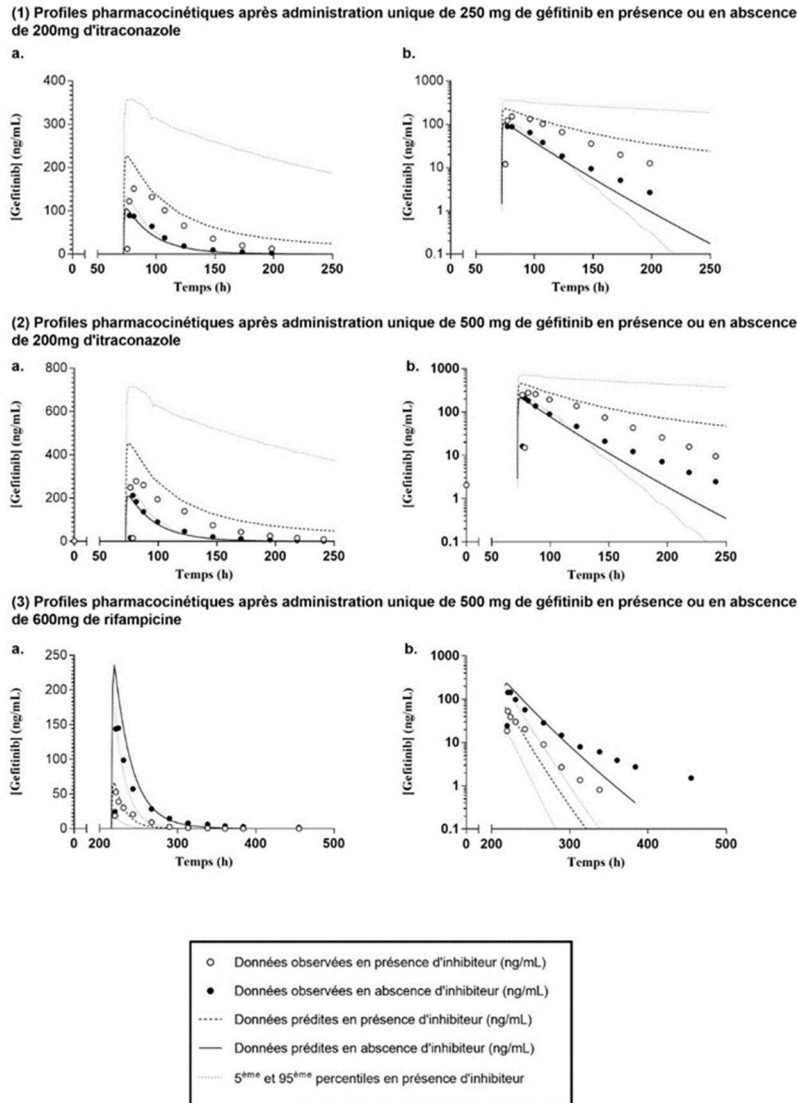 (1) Profiles pharmacocinétiques après administration unique de 250 mg de géfitinib en présence ou en abscence
de 200mg d'itraconazole
a.
b.
[Gefitinib] (ng/mL)
400
300
200
100
0
0
50
100
150
200
250
Temps (h)
[Gefitinib] (ng/mL)
1000
100
10
1
0.1
0
50
100
150
200
250
Temps (h)
(2) Profiles pharmacocinétiques après administration unique de 500 mg de géfitinib en présence ou en abscence
de 200mg d'itraconazole
a.
b.
[Gefitinib] (ng/mL)
800
600
400
200
0
0
50
100
150
200
250
Temps (h)
[Gefitinib] (ng/mL)
1000
100
10
1
0.1
0
50
100
150
200
250
Temps (h)
(3) Profiles pharmacocinétiques après administration unique de 500 mg de géfitinib en présence ou en abscence
de 600mg de rifampicine
a.
b.
[Gefitinib] (ng/mL)
250
200
150
100
50
0
0
200
300
400
500
Temps (h)
[Gefitinib] (ng/mL)
1000
100
10
1
0.1
0
200
300
400
500
Temps (h)
Données observées en présence d'inhibiteur (ng/mL)
Données observées en absence d'inhibiteur (ng/mL)
Données prédites en présence d'inhibiteur (ng/mL)
Données prédites en absence d'inhibiteur (ng/mL)
5ème et 95ème percentiles en présence d'inhibiteur